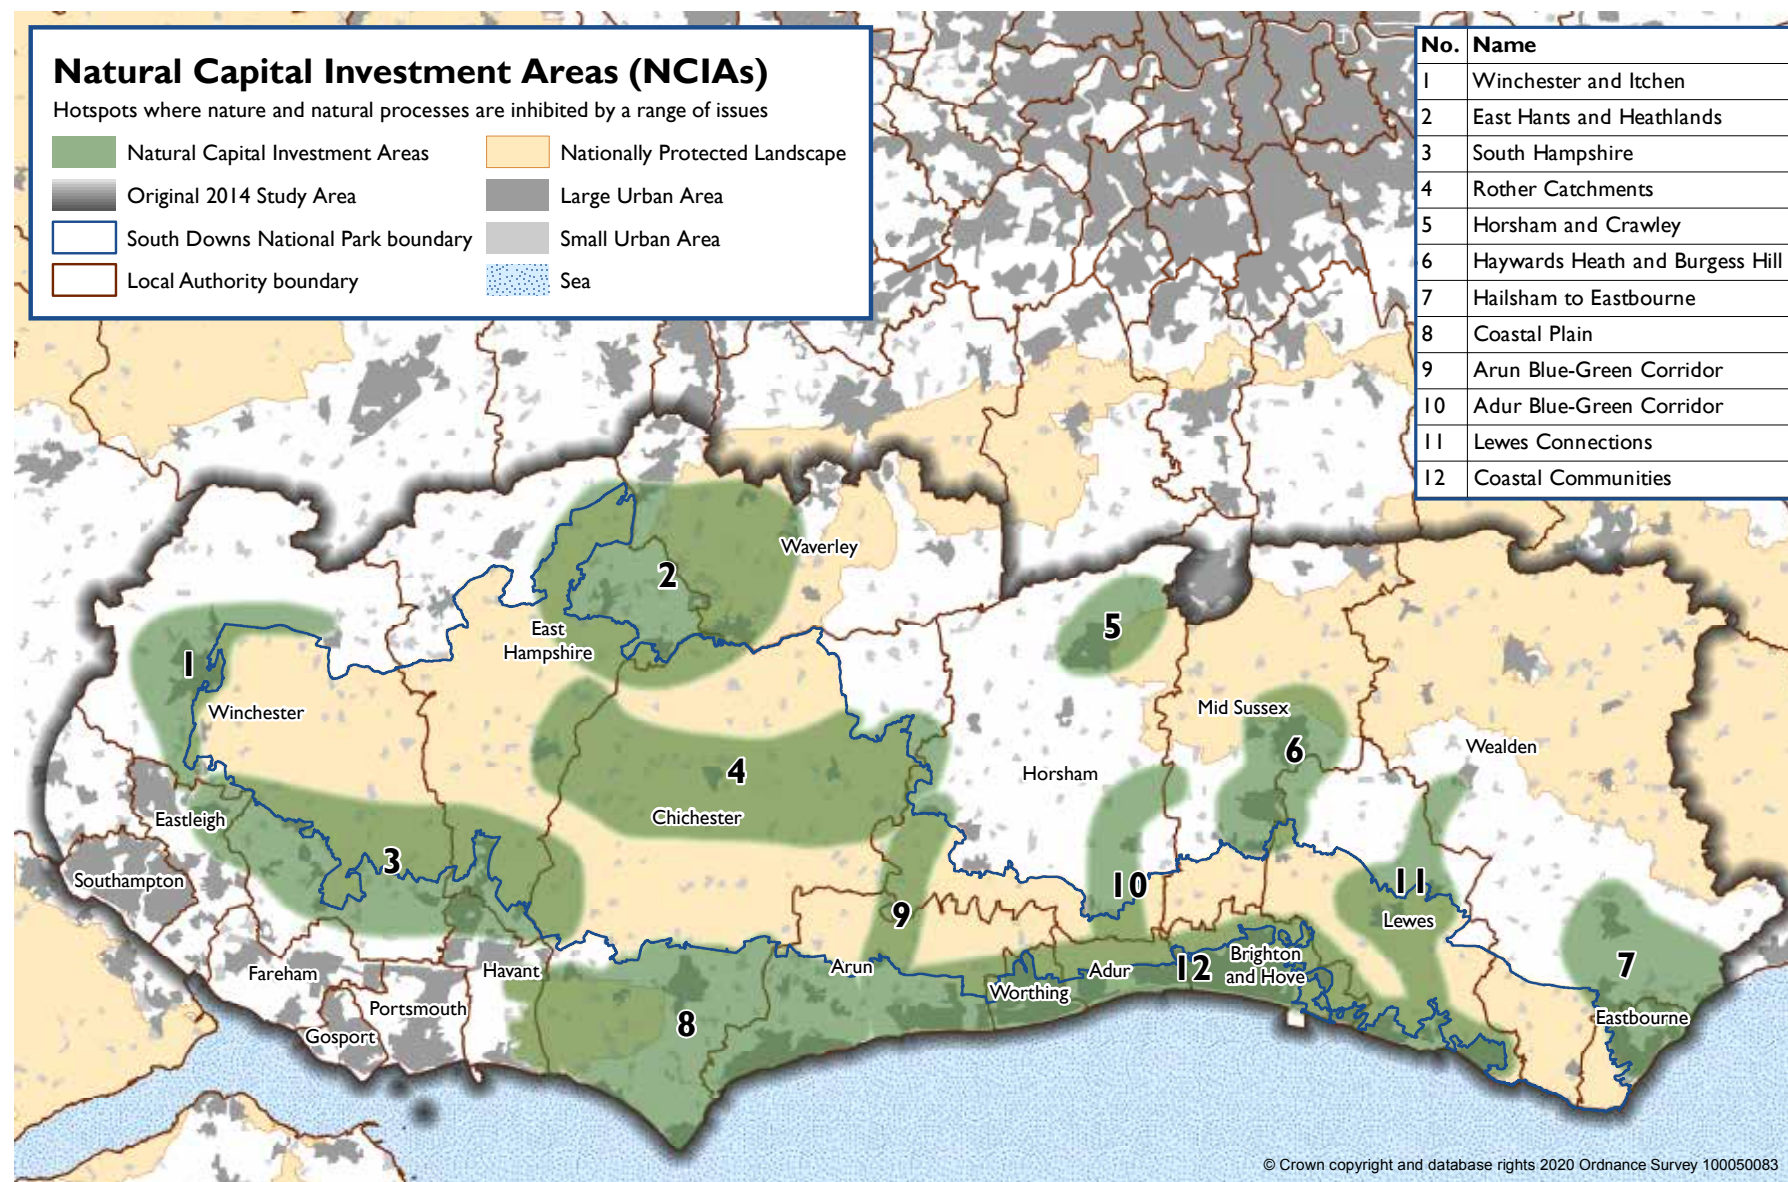 Natural Capital Investment Areas (NCIAs)
Hotspots where nature and natural processes are inhibited by a range of issues
Natural Capital Investment Areas
Original 2014 Study Area
South Downs National Park boundary
Local Authority boundary
Nationally Protected Landscape
Large Urban Area
Small Urban Area
Sea
No. Name
1 Winchester and Itchen
2 East Hants and Heathlands
3 South Hampshire
4 Rother Catchments
5 Horsham and Crawley
6 Haywards Heath and Burgess Hill
7 Hailsham to Eastbourne
8 Coastal Plain
9 Arun Blue-Green Corridor
10 Adur Blue-Green Corridor
11 Lewes Connections
12 Coastal Communities
Waverley
2
East
Hampshire
5
1
Winchester
Mid Sussex
6
Wealden
4
Horsham
Chichester
Eastleigh
3
Southampton
10
11
9
Lewes
Fareham
Havant
Arun
Adur
12
Brighton
and Hove
7
Worthing
Portsmouth
Gosport
8
Eastbourne
© Crown copyright and database rights 2020 Ordnance Survey 100050083